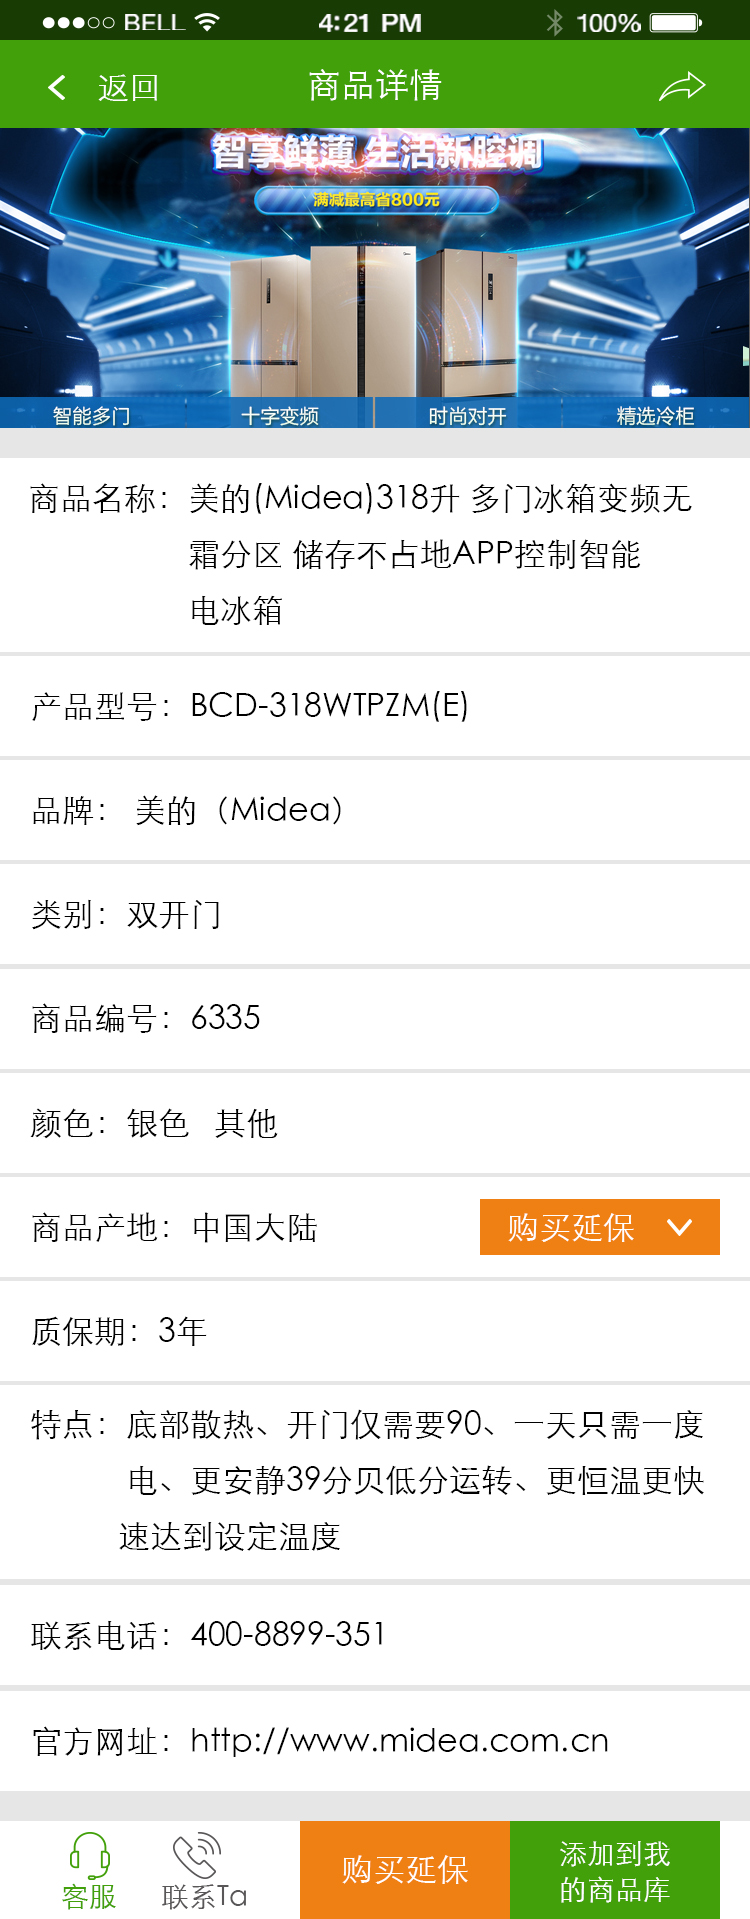 BELL 4:21 PM 100%
返回 商品详情
智享鲜薄 生活新腔调
满减最高省800元
智能多门 十字变频 时尚对开 精选冷柜
商品名称：美的(Midea)318升 多门冰箱变频无
霜分区 储存不占地APP控制智能
电冰箱
产品型号：BCD-318WTPZM(E)
品牌： 美的（Midea）
类别：双开门
商品编号：6335
颜色：银色 其他
商品产地：中国大陆 购买延保
质保期：3年
特点：底部散热、开门仅需要90、一天只需一度
电、更安静39分贝低分运转、更恒温更快
速达到设定温度
联系电话：400-8899-351
官方网址：http://www.midea.com.cn
客服 联系Ta 购买延保 添加到我
的商品库